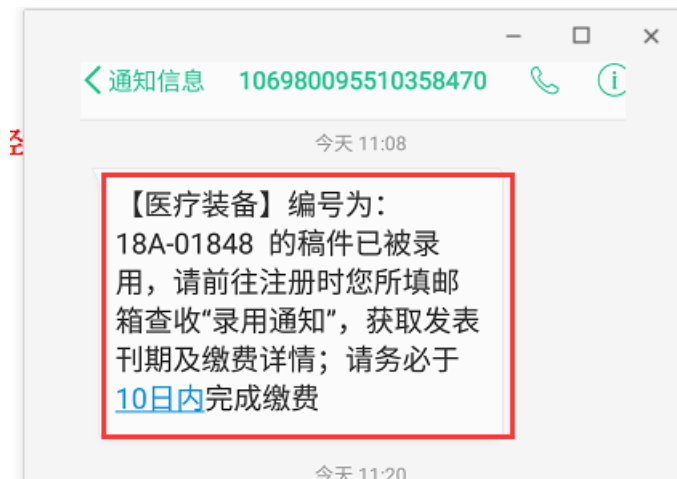 通知信息 106980095510358470
今天 11:08
【医疗装备】编号为：
18A-01848 的稿件已被录
用，请前往注册时您所填邮
箱查收“录用通知”，获取发表
刊期及缴费详情；请务必于
10日内完成缴费
今天 11:20